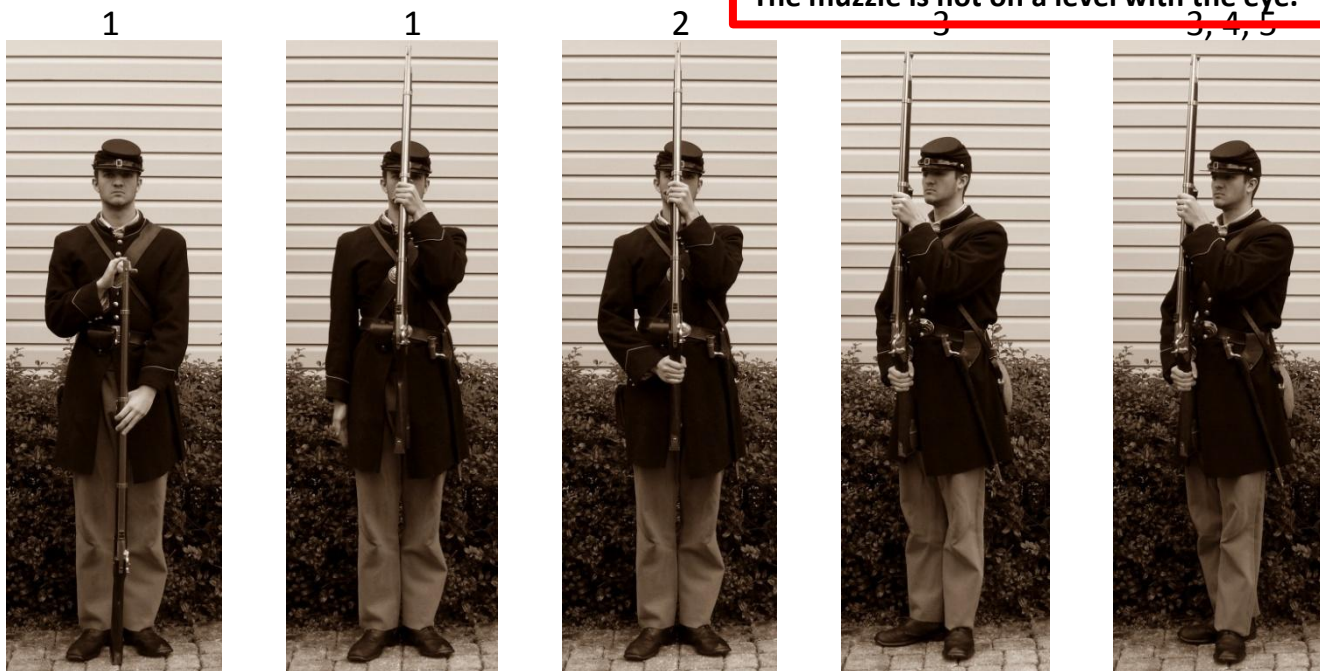 The muzzle is not on a level with the eye.
1 1 2 3 3, 4, 5